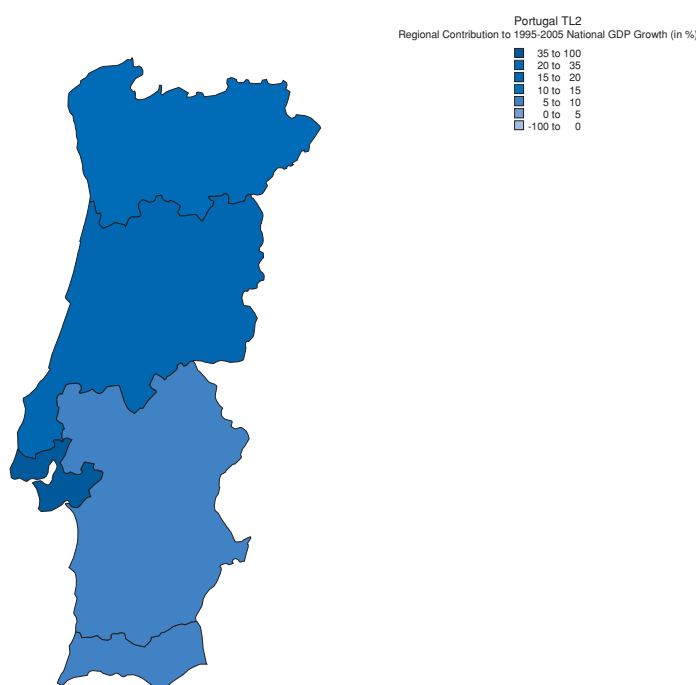 Portugal TL2
Regional Contribution to 1995-2005 National GDP Growth (in %)
35 to 100
20 to 35
15 to 20
10 to 15
5 to 10
0 to 5
-100 to 0